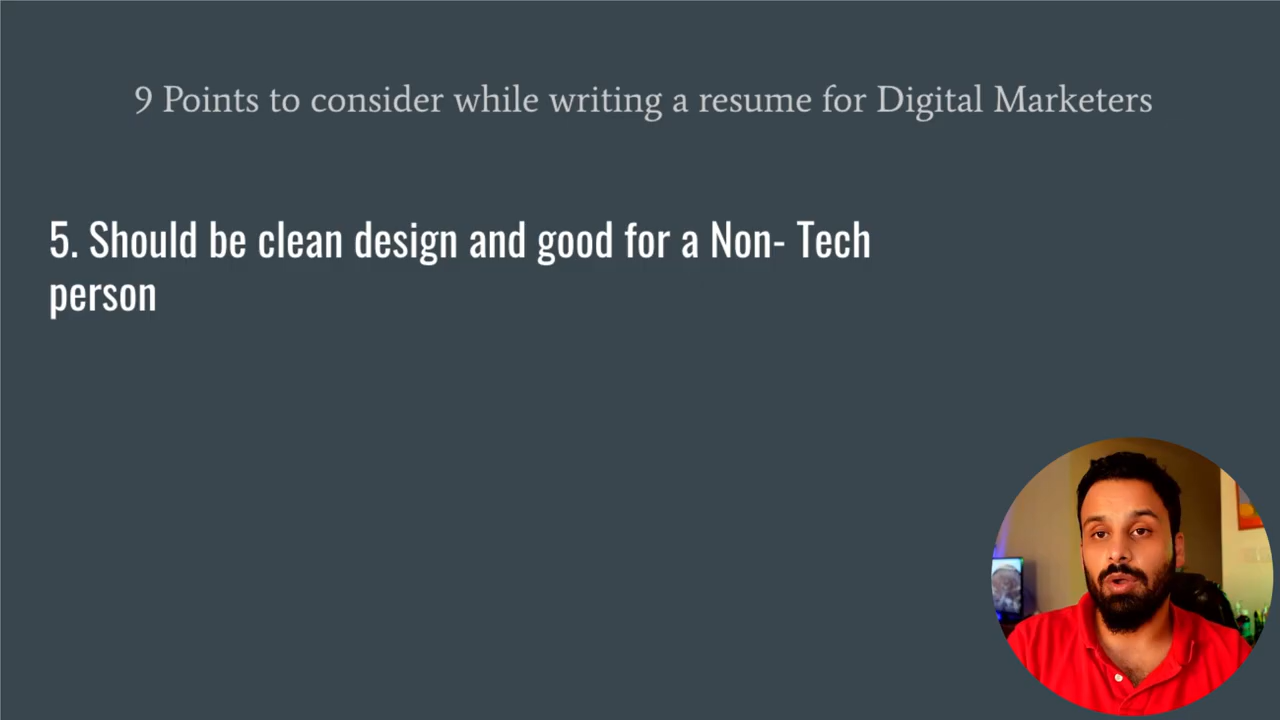 9 Points to consider while writing a resume for Digital Marketers
5. Should be clean design and good for a Non- Tech
person